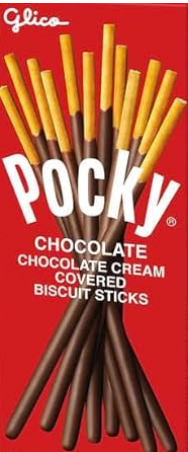 Glico
POCKY®
CHOCOLATE
CHOCOLATE CREAM
COVERED
BISCUIT STICKS